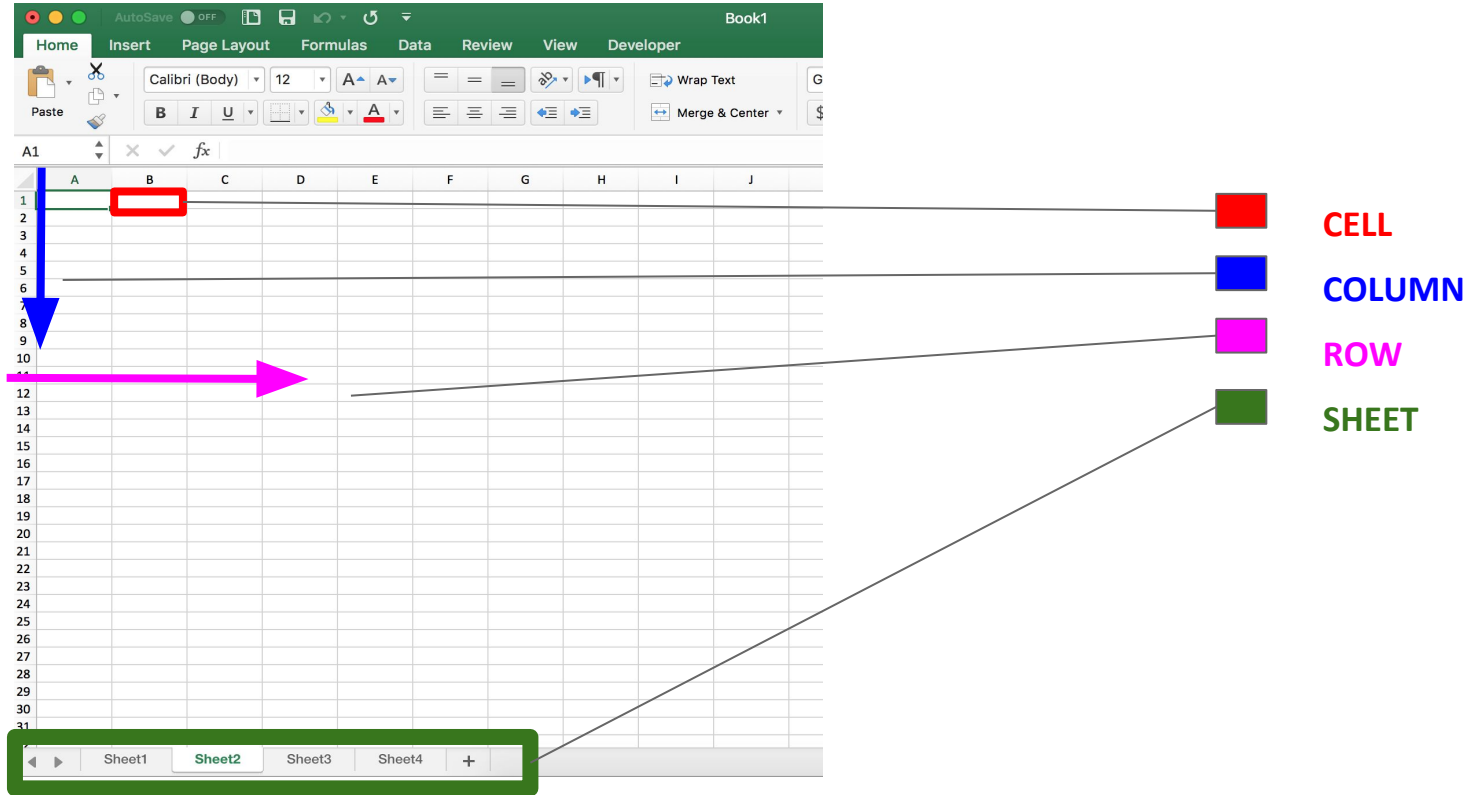 AutoSave OFF Book1
Home Insert Page Layout Formulas Data Review View Developer
Calibri (Body) 12 A A Wrap Text G
Paste B I U A Merge & Center $
A1 fx
A B C D E F G H I J
1
2
3
4
5
6
7
8
9
10
12
13
14
15
16
17
18
19
20
21
22
23
24
25
26
27
28
29
30
31
Sheet1 Sheet2 Sheet3 Sheet4 +
CELL
COLUMN
ROW
SHEET